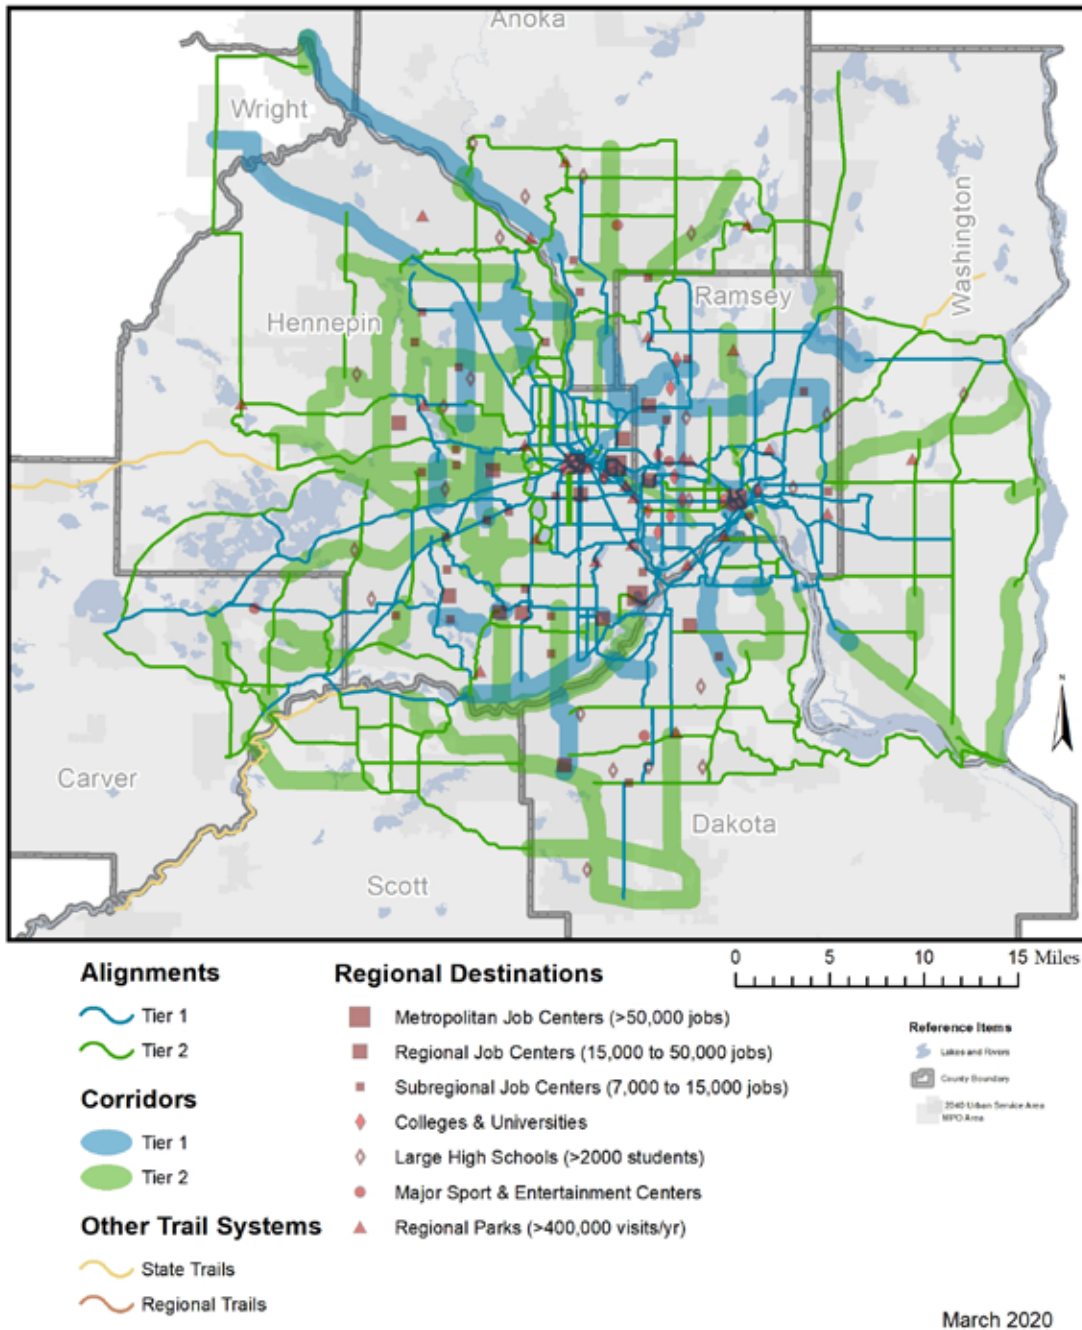 Anoka
Wright
Washington
Ramsey
Hennepin
Carver
Dakota
Scott
N
0 5 10 15 Miles
Alignments
Tier 1
Tier 2
Corridors
Tier 1
Tier 2
Other Trail Systems
State Trails
Regional Trails
Regional Destinations
Metropolitan Job Centers (>50,000 jobs)
Regional Job Centers (15,000 to 50,000 jobs)
Subregional Job Centers (7,000 to 15,000 jobs)
Colleges & Universities
Large High Schools (>2000 students)
Major Sport & Entertainment Centers
Regional Parks (>400,000 visits/yr)
Reference Items
Lakes and Rivers
County Boundary
2040 Urban Service Area
MPO Area
March 2020